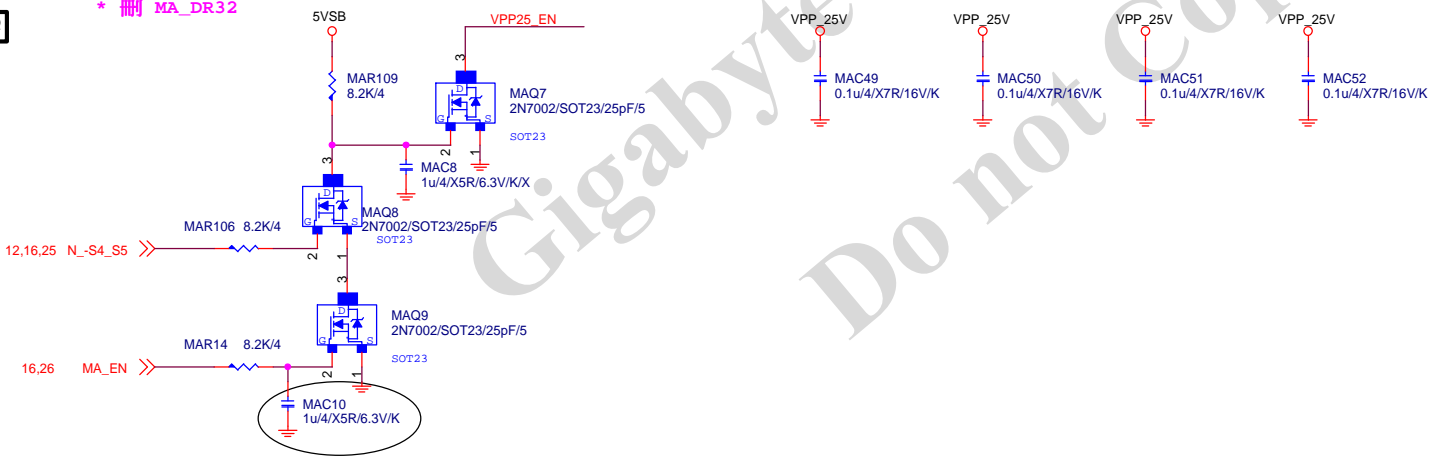 * 刪 MA_DR32
5VSB
VPP25_EN
VPP_25V
VPP_25V
VPP_25V
VPP_25V
3
MAR109
8.2K/4
D
G
S
MAQ7
2N7002/SOT23/25pF/5
SOT23
MAC49
0.1u/4/X7R/16V/K
MAC50
0.1u/4/X7R/16V/K
MAC51
0.1u/4/X7R/16V/K
MAC52
0.1u/4/X7R/16V/K
2
1
3
MAC8
1u/4/X5R/6.3V/K/X
D
G
S
MAQ8
2N7002/SOT23/25pF/5
SOT23
MAR106 8.2K/4
12,16,25 N_-S4_S5
2
1
3
D
G
S
MAQ9
2N7002/SOT23/25pF/5
SOT23
MAR14 8.2K/4
16,26 MA_EN
2
1
MAC10
1u/4/X5R/6.3V/K
Gigabyte
Do not Cop